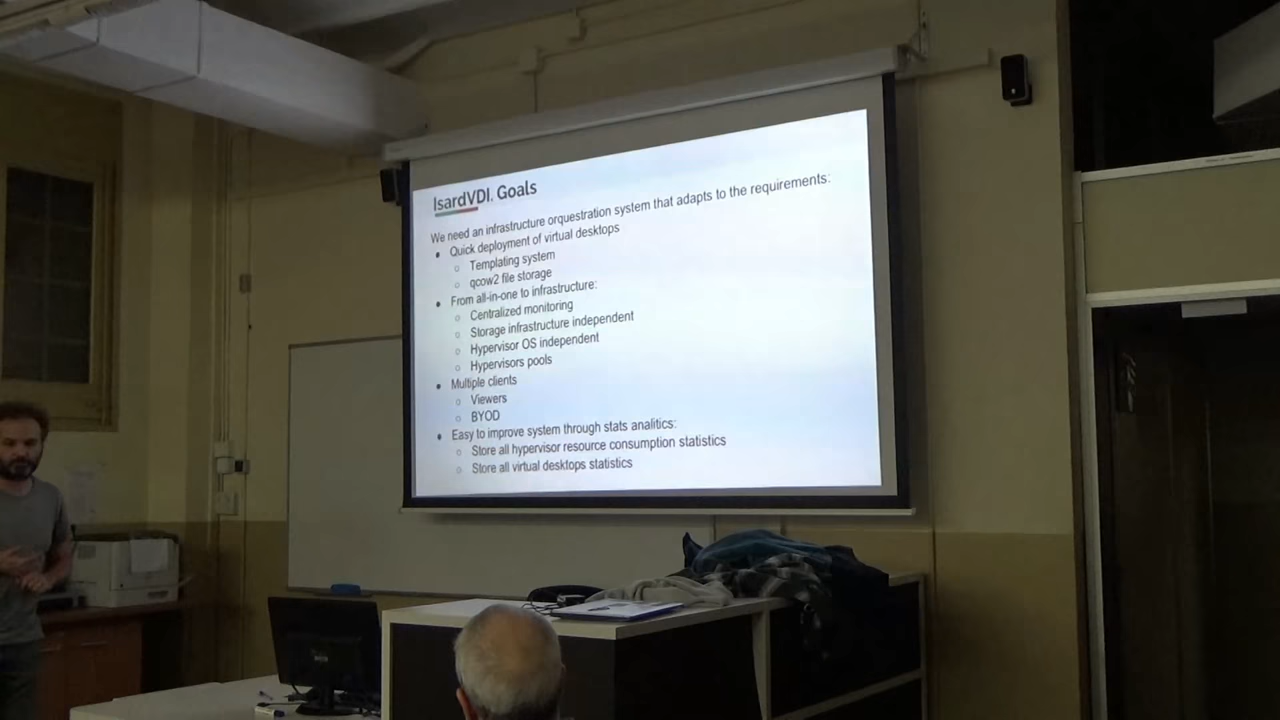 IsardVDI. Goals
We need an infrastructure orquestration system that adapts to the requirements:
● Quick deployment of virtual desktops
○ Templating system
○ qcow2 file storage
● From all-in-one to infrastructure:
○ Centralized monitoring
○ Storage infrastructure independent
○ Hypervisor OS independent
○ Hypervisors pools
● Multiple clients
○ Viewers
○ BYOD
● Easy to improve system through stats analitics:
○ Store all hypervisor resource consumption statistics
○ Store all virtual desktops statistics